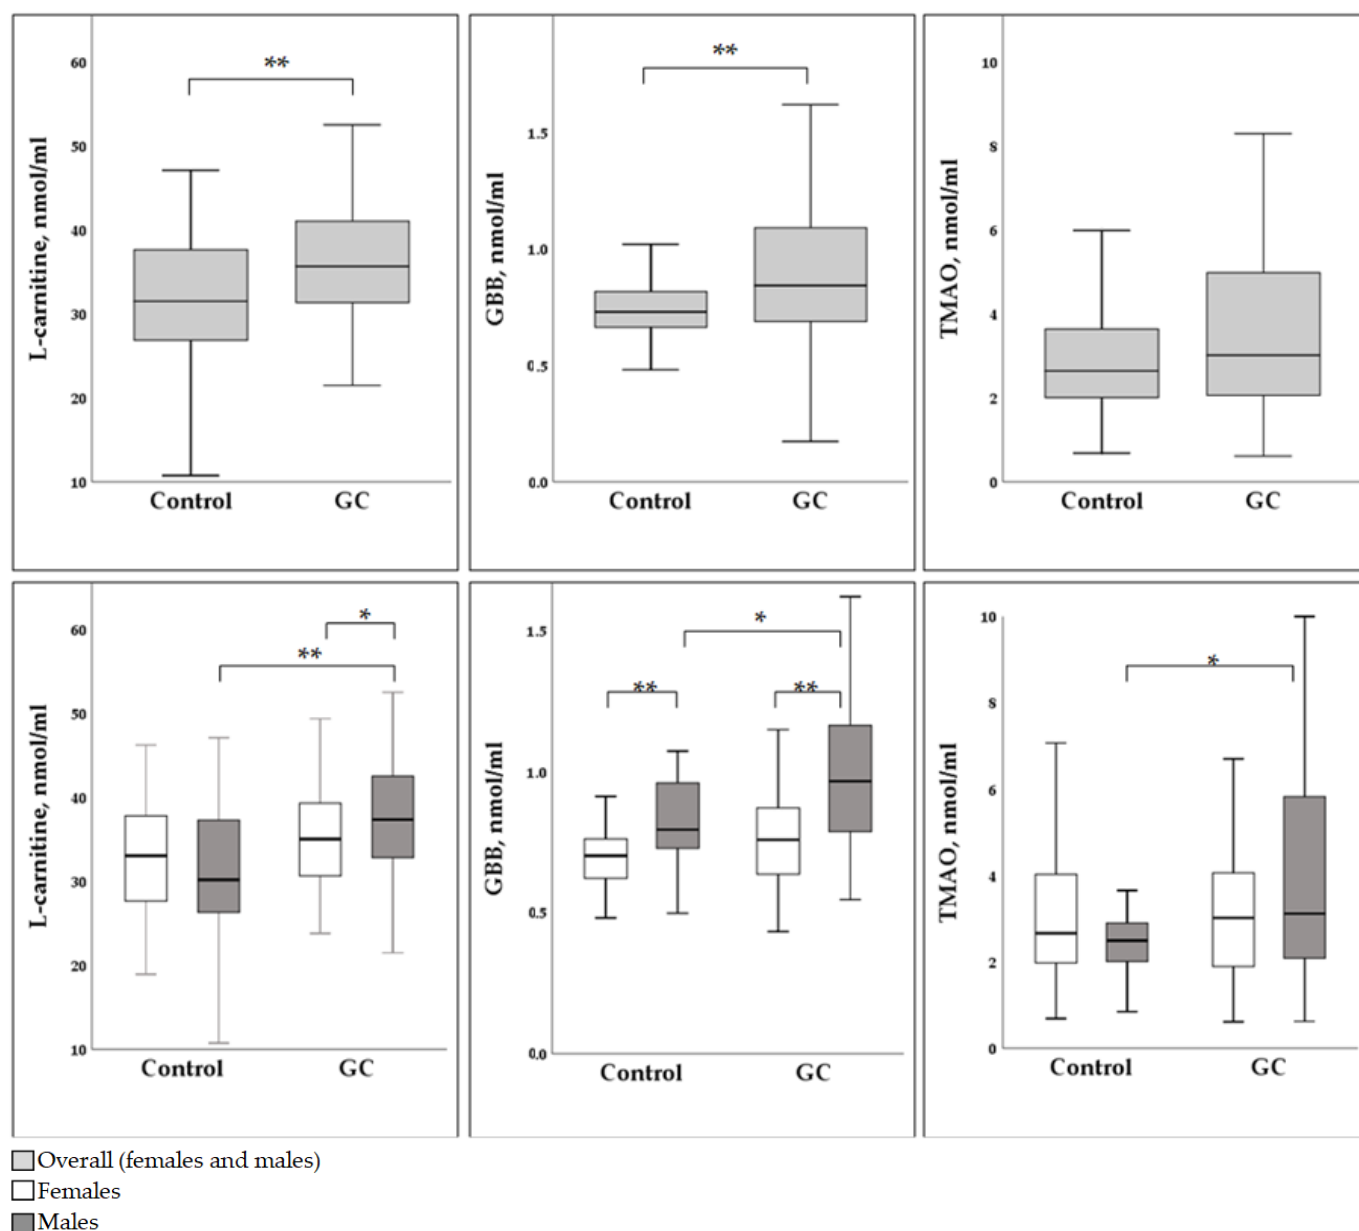 **
60
50
40
30
20
10
L-carnitine, nmol/ml
Control GC
**
1.5
1.0
0.5
0.0
GBB, nmol/ml
Control GC
10
8
6
4
2
0
TMAO, nmol/ml
Control GC
*
**
60
50
40
30
20
10
L-carnitine, nmol/ml
Control GC
*
** **
1.5
1.0
0.5
0.0
GBB, nmol/ml
Control GC
*
10
8
6
4
2
0
TMAO, nmol/ml
Control GC
Overall (females and males)
Females
Males